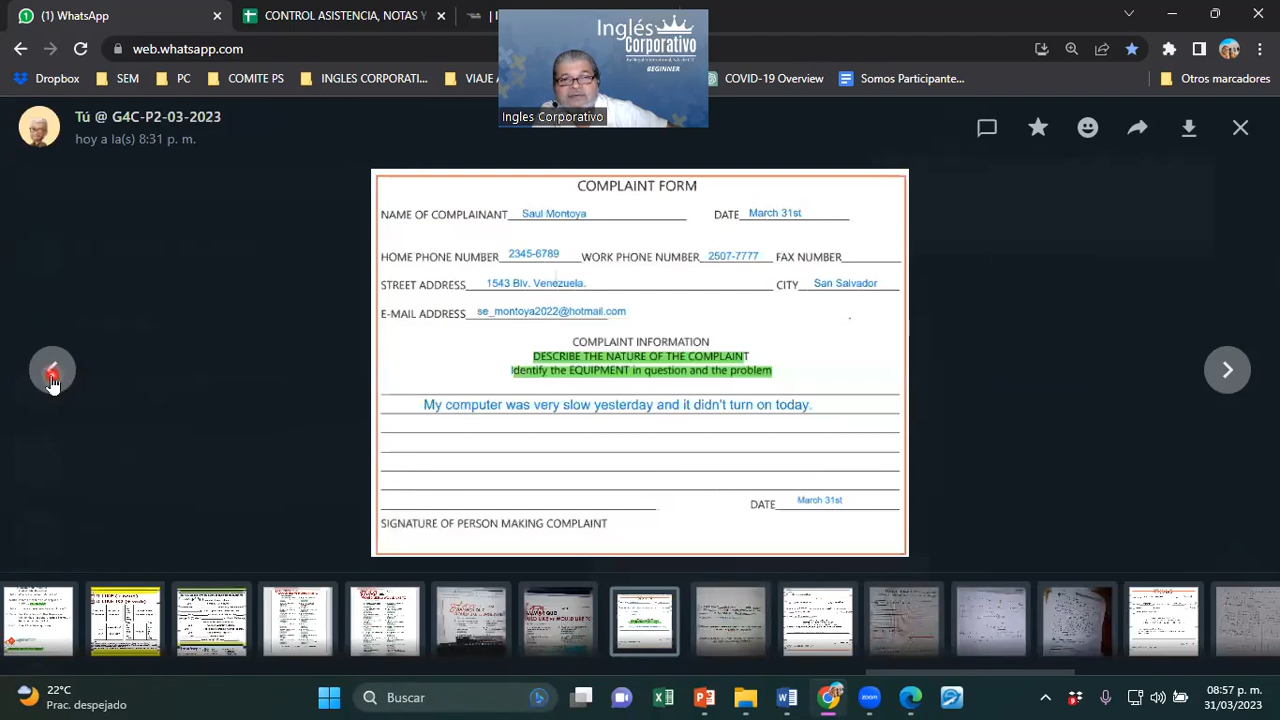 (1) WhatsApp
CONTROL ASISTENCIA, NOTAS Y
web.whatsapp.com
Dropbox
SEM
PC
COMITE PS
INGLES CORPORATI...
VIAJE
COVID-19 Overview
Somos Participante...
Otros marcadores
Inglés
Corporativo
BEGINNER
Ingles Corporativo
Tú @ G4C-P2-03-2023
hoy a la(s) 8:31 p. m.
COMPLAINT FORM
NAME OF COMPLAINANT Saul Montoya DATE March 31st
HOME PHONE NUMBER 2345-6789 WORK PHONE NUMBER 2507-7777 FAX NUMBER
STREET ADDRESS 1543 Blv. Venezuela. CITY San Salvador
E-MAIL ADDRESS se_montoya2022@hotmail.com
COMPLAINT INFORMATION
DESCRIBE THE NATURE OF THE COMPLAINT
Identify the EQUIPMENT in question and the problem
My computer was very slow yesterday and it didn't turn on today.
DATE March 31st
SIGNATURE OF PERSON MAKING COMPLAINT
22°C
Prac. despejado
Buscar
zoom
08:57 p. m.
31/03/2023